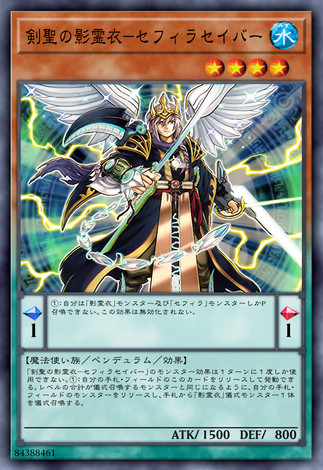 剣聖の影霊衣－セフィラセイバー
水
①:自分は「影霊衣」モンスター及び「セフィラ」モンスターしかP
召喚できない。この効果は無効化されない。
1
1
【魔法使い族／ペンデュラム／効果】
「剣聖の影霊衣－セフィラセイバー」のモンスター効果は１ターンに１度しか使
用できない。①:自分の手札・フィールドのこのカードをリリースして発動でき
る。レベルの合計が儀式召喚するモンスターと同じになるように、自分の手札・
フィールドのモンスターをリリースし、手札から「影霊衣」儀式モンスター１体
を儀式召喚する。
ATK/1500 DEF/ 800
84388461